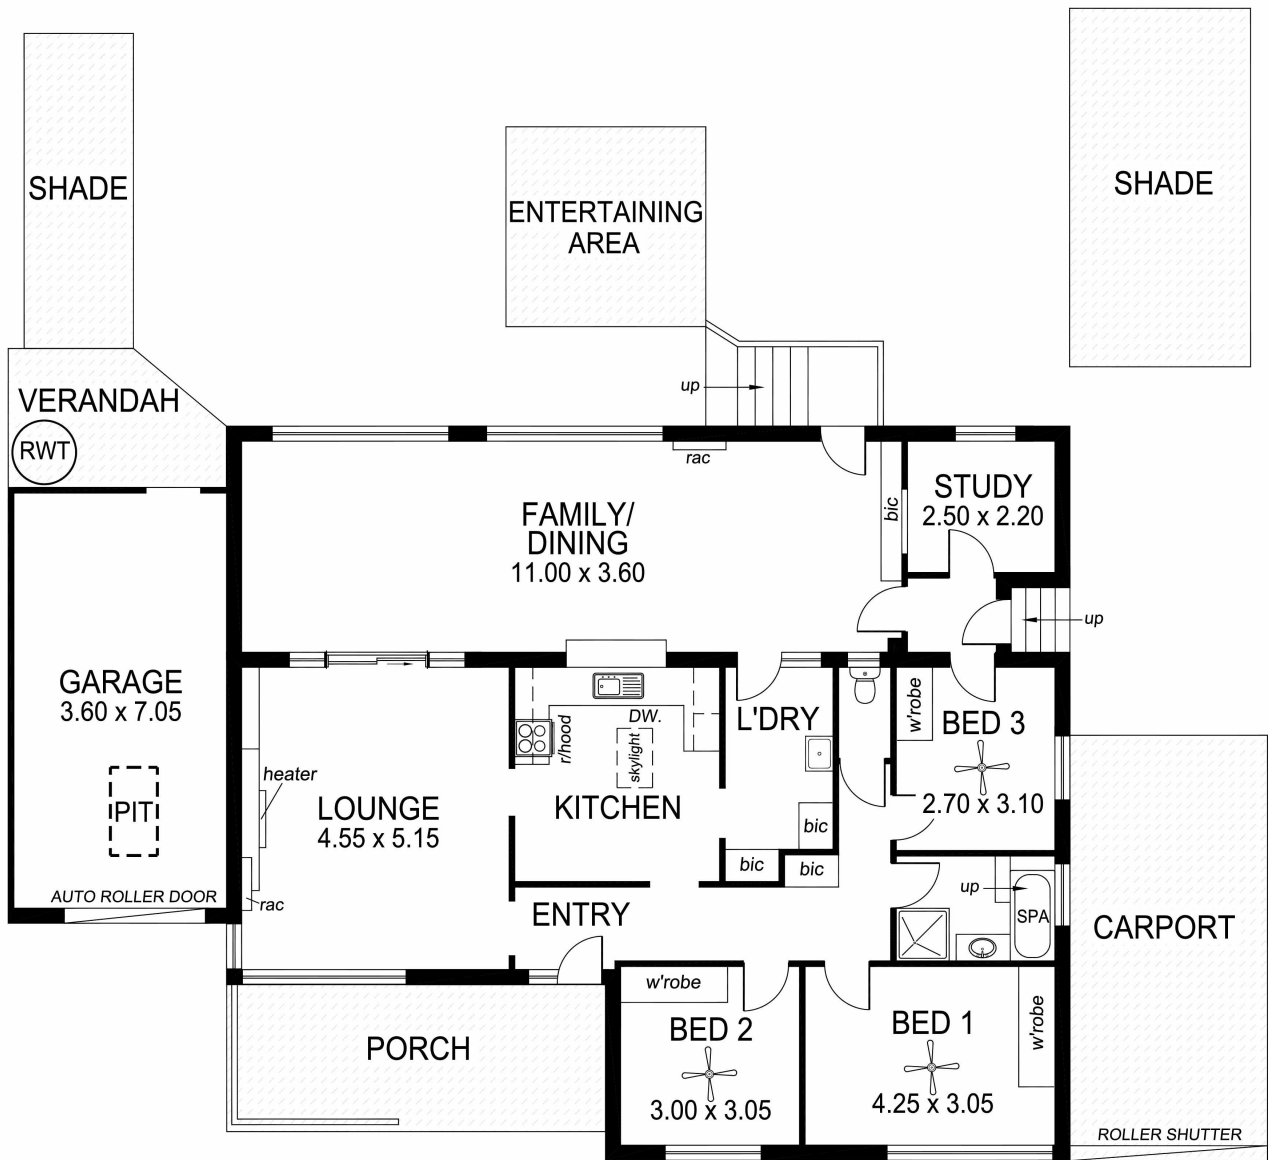 SHADE
SHADE
ENTERTAINING
AREA
up
VERANDAH
RWT
rac
FAMILY/
DINING
11.00 x 3.60
bic
STUDY
2.50 x 2.20
up
GARAGE
3.60 x 7.05
PIT
AUTO ROLLER DOOR
heater
LOUNGE
4.55 x 5.15
rac
r/hood
DW.
skylight
KITCHEN
L'DRY
bic
bic
bic
w'robe
BED 3
2.70 x 3.10
ENTRY
up
SPA
CARPORT
PORCH
w'robe
BED 2
3.00 x 3.05
BED 1
4.25 x 3.05
w'robe
ROLLER SHUTTER